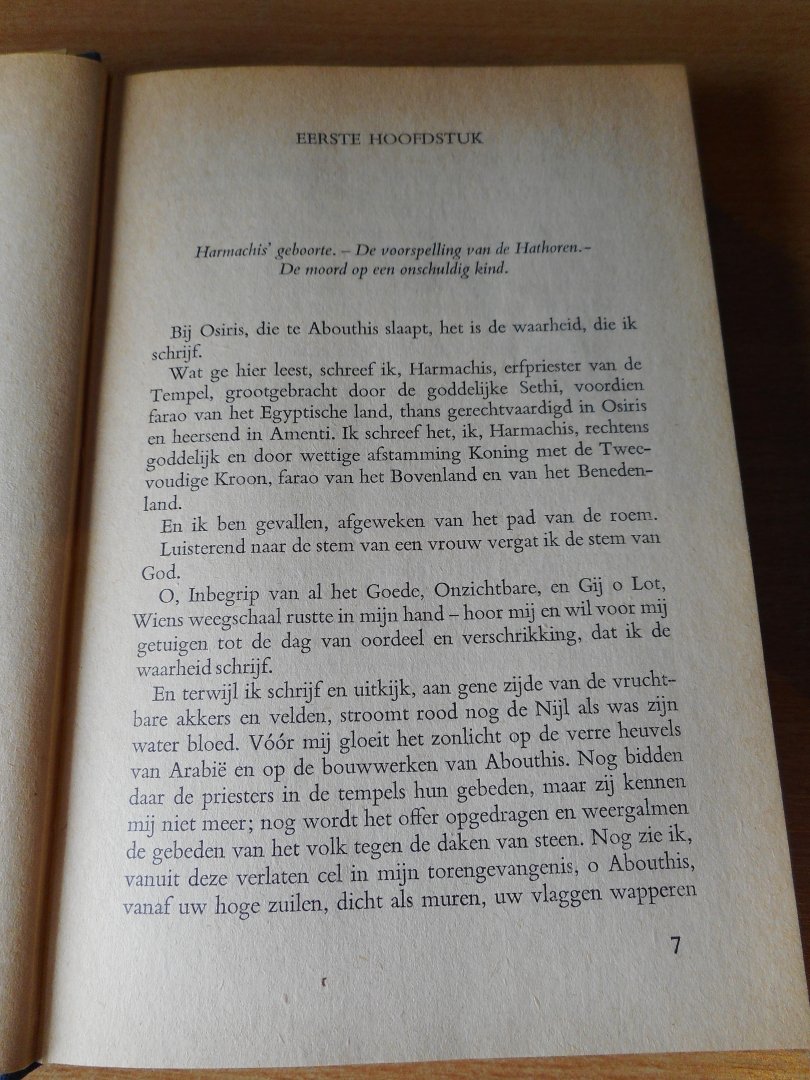 EERSTE HOOFDSTUK
Harmachis' geboorte. – De voorspelling van de Hathoren.–
De moord op een onschuldig kind.
Bij Osiris, die te Abouthis slaapt, het is de waarheid, die ik
schrijf.
Wat ge hier leest, schreef ik, Harmachis, erfpriester van de
Tempel, grootgebracht door de goddelijke Sethi, voordien
farao van het Egyptische land, thans gerechtvaardigd in Osiris
en heersend in Amenti. Ik schreef het, ik, Harmachis, rechtens
goddelijk en door wettige afstamming Koning met de Twee-
voudige Kroon, farao van het Bovenland en van het Beneden-
land.
En ik ben gevallen, afgeweken van het pad van de roem.
Luisterend naar de stem van een vrouw vergat ik de stem van
God.
O, Inbegrip van al het Goede, Onzichtbare, en Gij o Lot,
Wiens weegschaal rustte in mijn hand – hoor mij en wil voor mij
getuigen tot de dag van oordeel en verschrikking, dat ik de
waarheid schrijf.
En terwijl ik schrijf en uitkijk, aan gene zijde van de vrucht-
bare akkers en velden, stroomt rood nog de Nijl als was zijn
water bloed. Vóór mij gloeit het zonlicht op de verre heuvels
van Arabië en op de bouwwerken van Abouthis. Nog bidden
daar de priesters in de tempels hun gebeden, maar zij kennen
mij niet meer; nog wordt het offer opgedragen en weergalmen
de gebeden van het volk tegen de daken van steen. Nog zie ik,
vanuit deze verlaten cel in mijn torengevangenis, o Abouthis,
vanaf uw hoge zuilen, dicht als muren, uw vlaggen wapperen
7